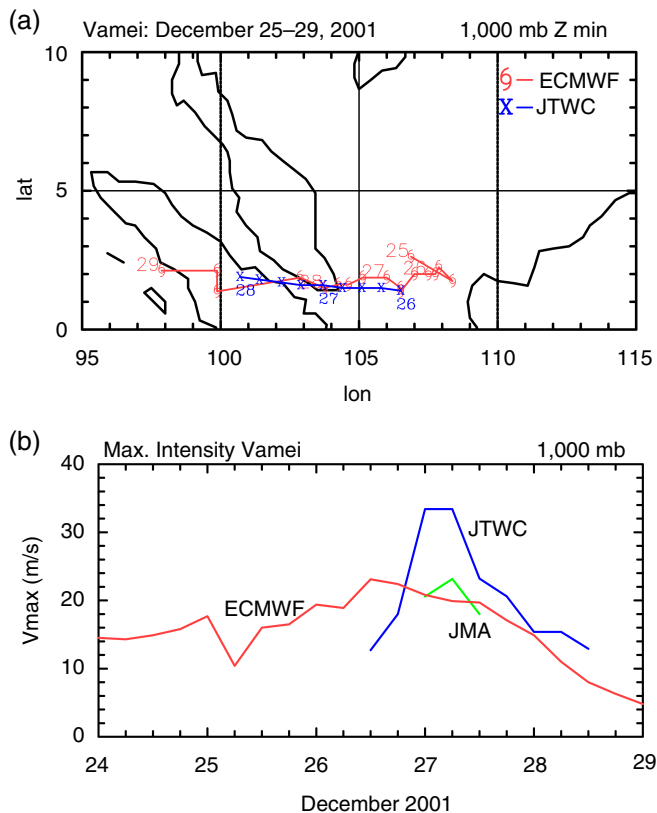 (a)
Vamei: December 25–29, 2001 1,000 mb Z min
10
ECMWF
X JTWC
lat
5
25
29
27
28
27
26
0
95 100 105 110 115
lon
(b)
Max. Intensity Vamei 1,000 mb
40
JTWC
30
Vmax (m/s)
ECMWF
20
JMA
10
0
24 25 26 27 28 29
December 2001